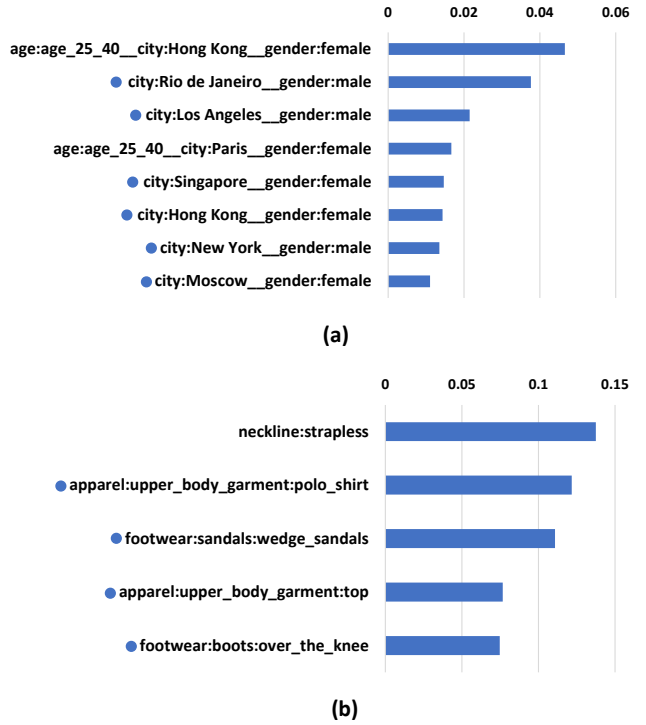 0 0.02 0.04 0.06
age:age_25_40__city:Hong Kong__gender:female
city:Rio de Janeiro__gender:male
city:Los Angeles__gender:male
age:age_25_40__city:Paris__gender:female
city:Singapore__gender:female
city:Hong Kong__gender:female
city:New York__gender:male
city:Moscow__gender:female
(a)
0 0.05 0.1 0.15
neckline:strapless
apparel:upper_body_garment:polo_shirt
footwear:sandals:wedge_sandals
apparel:upper_body_garment:top
footwear:boots:over_the_knee
(b)